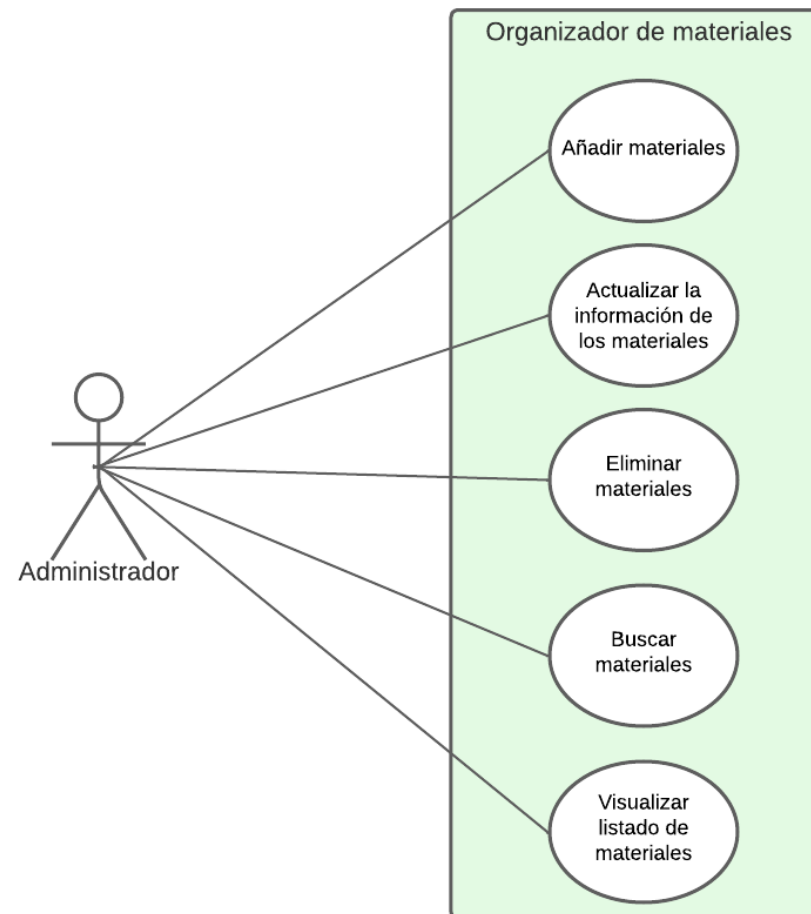 Organizador de materiales
Añadir materiales
Actualizar la
información de
los materiales
Eliminar
materiales
Administrador
Buscar
materiales
Visualizar
listado de
materiales